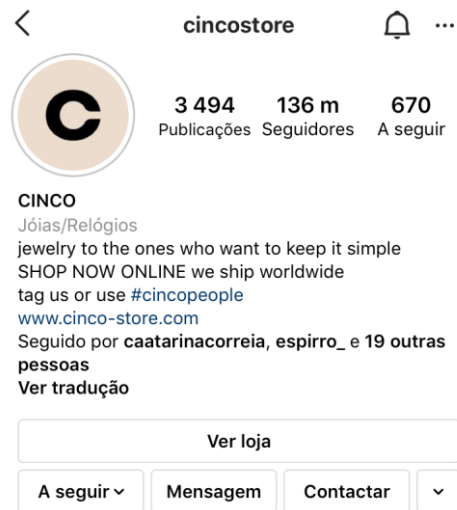 cincostore
C
3 494 136 m 670
Publicações Seguidores A seguir
CINCO
Jóias/Relógios
jewelry to the ones who want to keep it simple
SHOP NOW ONLINE we ship worldwide
tag us or use #cincopeople
www.cinco-store.com
Seguido por caatarinacorreia, espirro_ e 19 outras
pessoas
Ver tradução
Ver loja
A seguir Mensagem Contactar